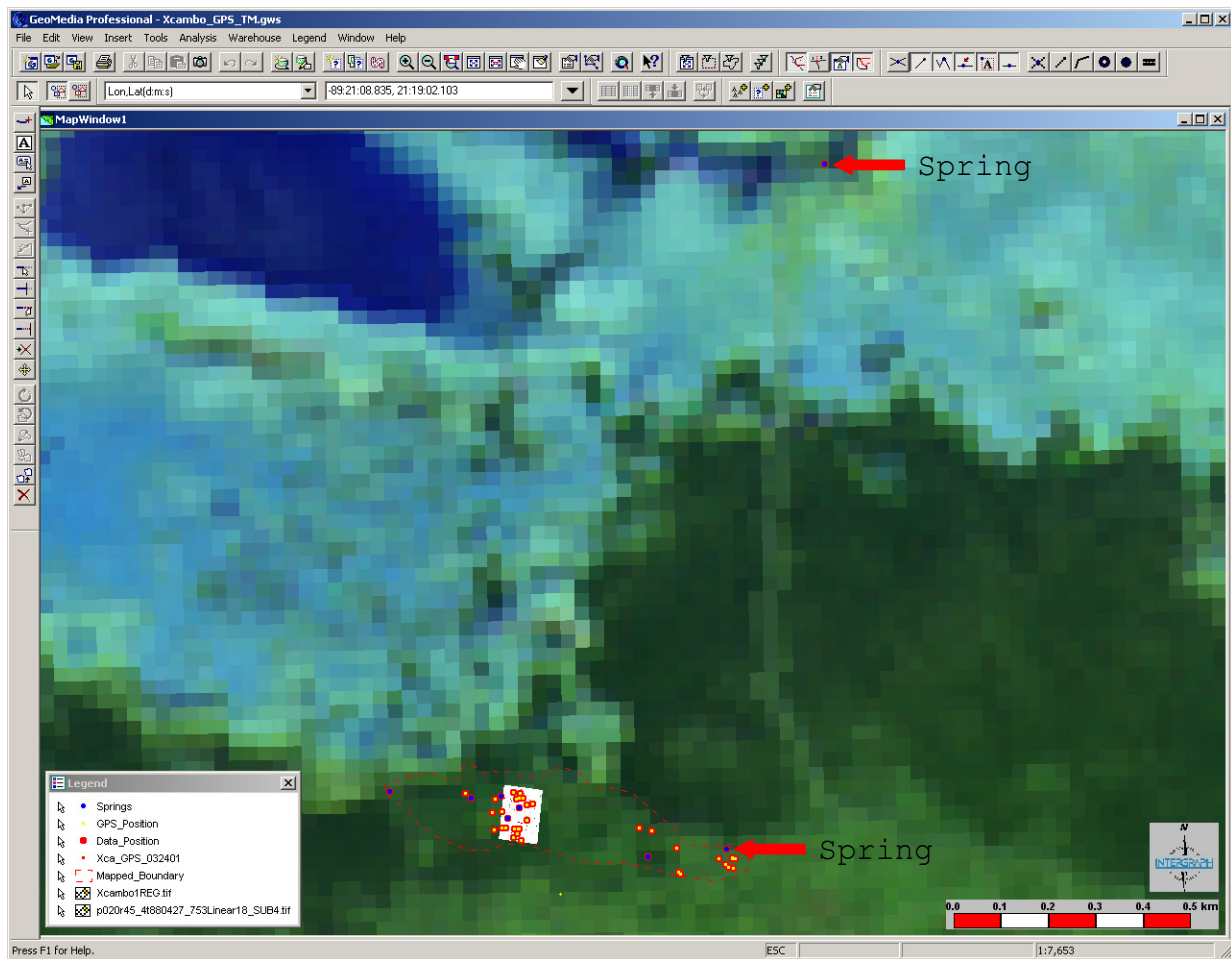 GeoMedia Professional - Xcambo_GPS_TM.gws
File Edit View Insert Tools Analysis Warehouse Legend Window Help
Lon,Lat(d:m:s) -89:21:08.835, 21:19:02.103
MapWindow1
A
Spring
Legend
Springs
GPS_Position
Data_Position
Xca_GPS_032401
Mapped_Boundary
Xcambo1REG.tif
p020r45_4t880427_753Linear18_SUB4.tif
Spring
N
INTERGRAPH
0.0 0.1 0.2 0.3 0.4 0.5 km
Press F1 for Help. ESC 1:7,653